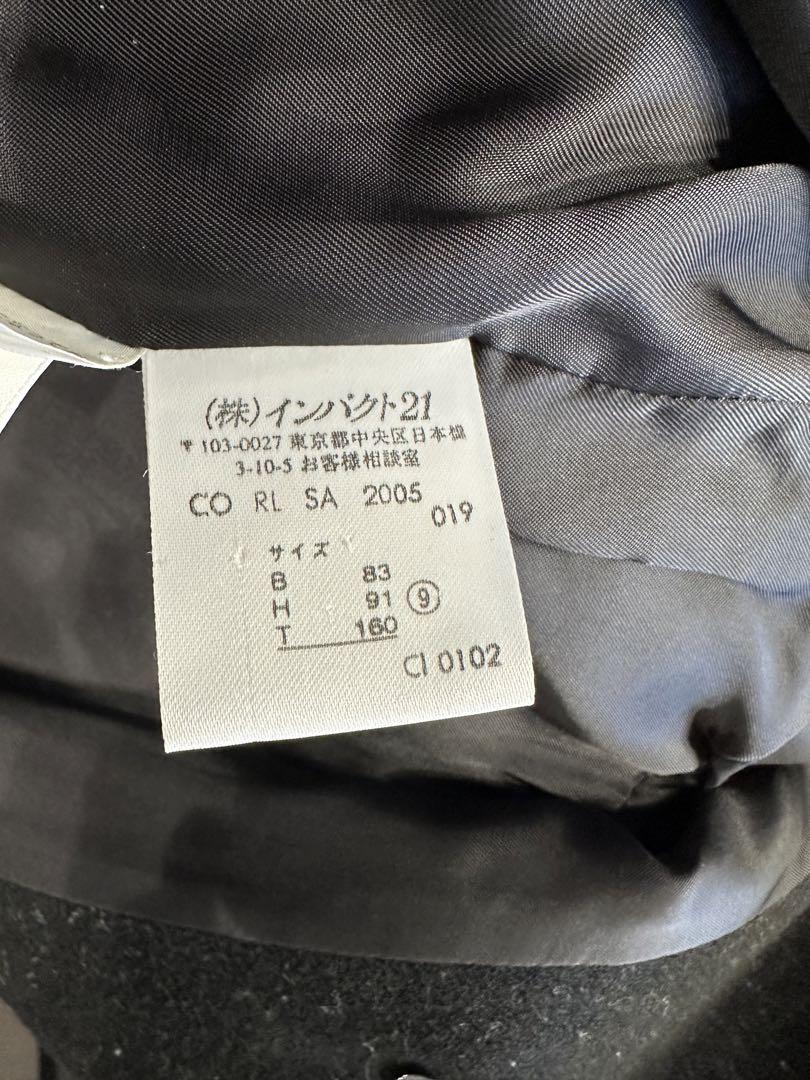 (株)インパクト21
〒103-0027 東京都中央区日本橋
3-10-5 お客様相談室
CO RL SA 2005
019
サイズ
B 83
H 91 ⑨
T 160
CI 0102